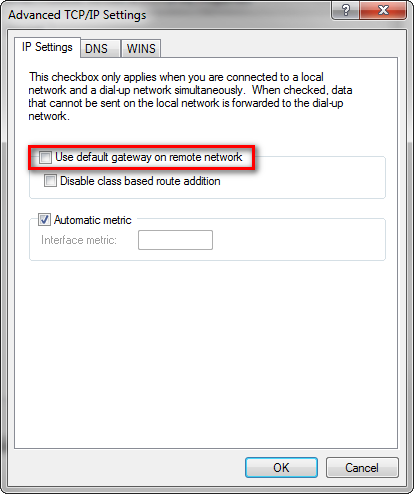 Advanced TCP/IP Settings
?
IP Settings DNS WINS
This checkbox only applies when you are connected to a local
network and a dial-up network simultaneously. When checked, data
that cannot be sent on the local network is forwarded to the dial-up
network.
Use default gateway on remote network
Disable class based route addition
Automatic metric
Interface metric:
OK Cancel